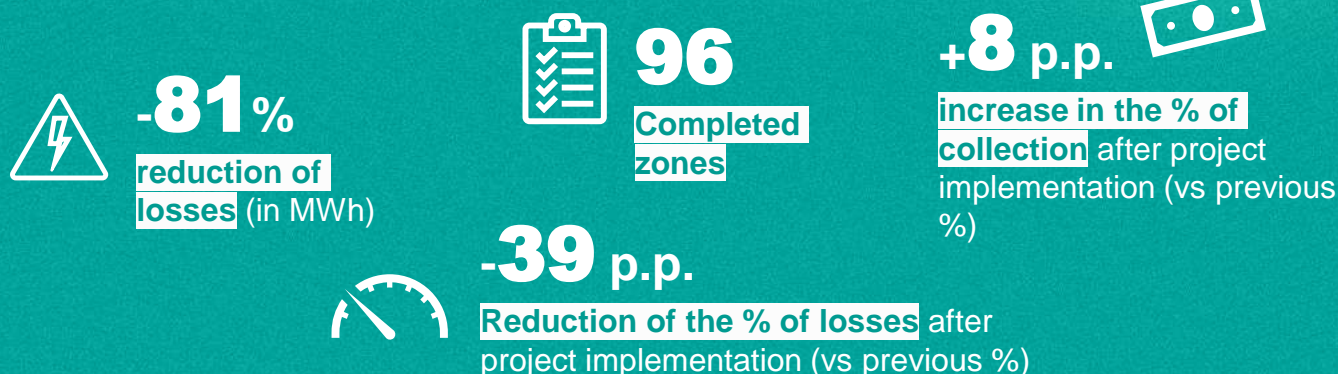 -81%
reduction of
losses (in MWh)
96
Completed
zones
+8 p.p.
increase in the % of
collection after project
implementation (vs previous
%)
-39 p.p.
Reduction of the % of losses after
project implementation (vs previous %)